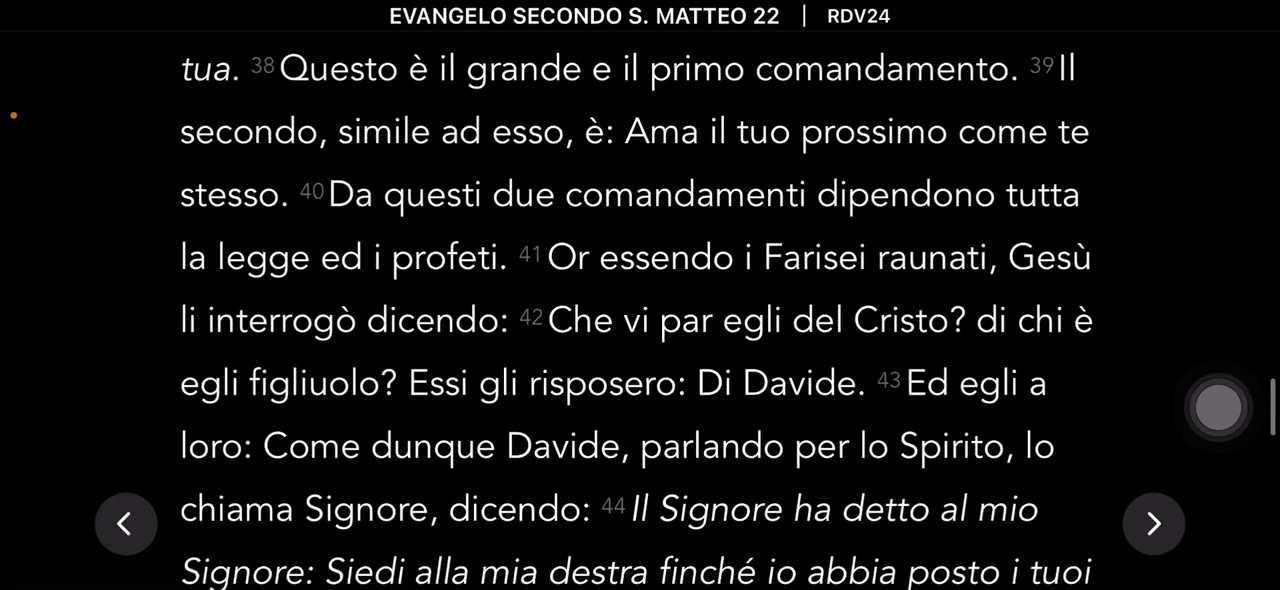 EVANGELO SECONDO S. MATTEO 22 | RDV24
tua. 38 Questo è il grande e il primo comandamento. 39 Il
secondo, simile ad esso, è: Ama il tuo prossimo come te
stesso. 40 Da questi due comandamenti dipendono tutta
la legge ed i profeti. 41 Or essendo i Farisei raunati, Gesù
li interrogò dicendo: 42 Che vi par egli del Cristo? di chi è
egli figliuolo? Essi gli risposero: Di Davide. 43 Ed egli a
loro: Come dunque Davide, parlando per lo Spirito, lo
chiama Signore, dicendo: 44 Il Signore ha detto al mio
Signore: Siedi alla mia destra finché io abbia posto i tuoi